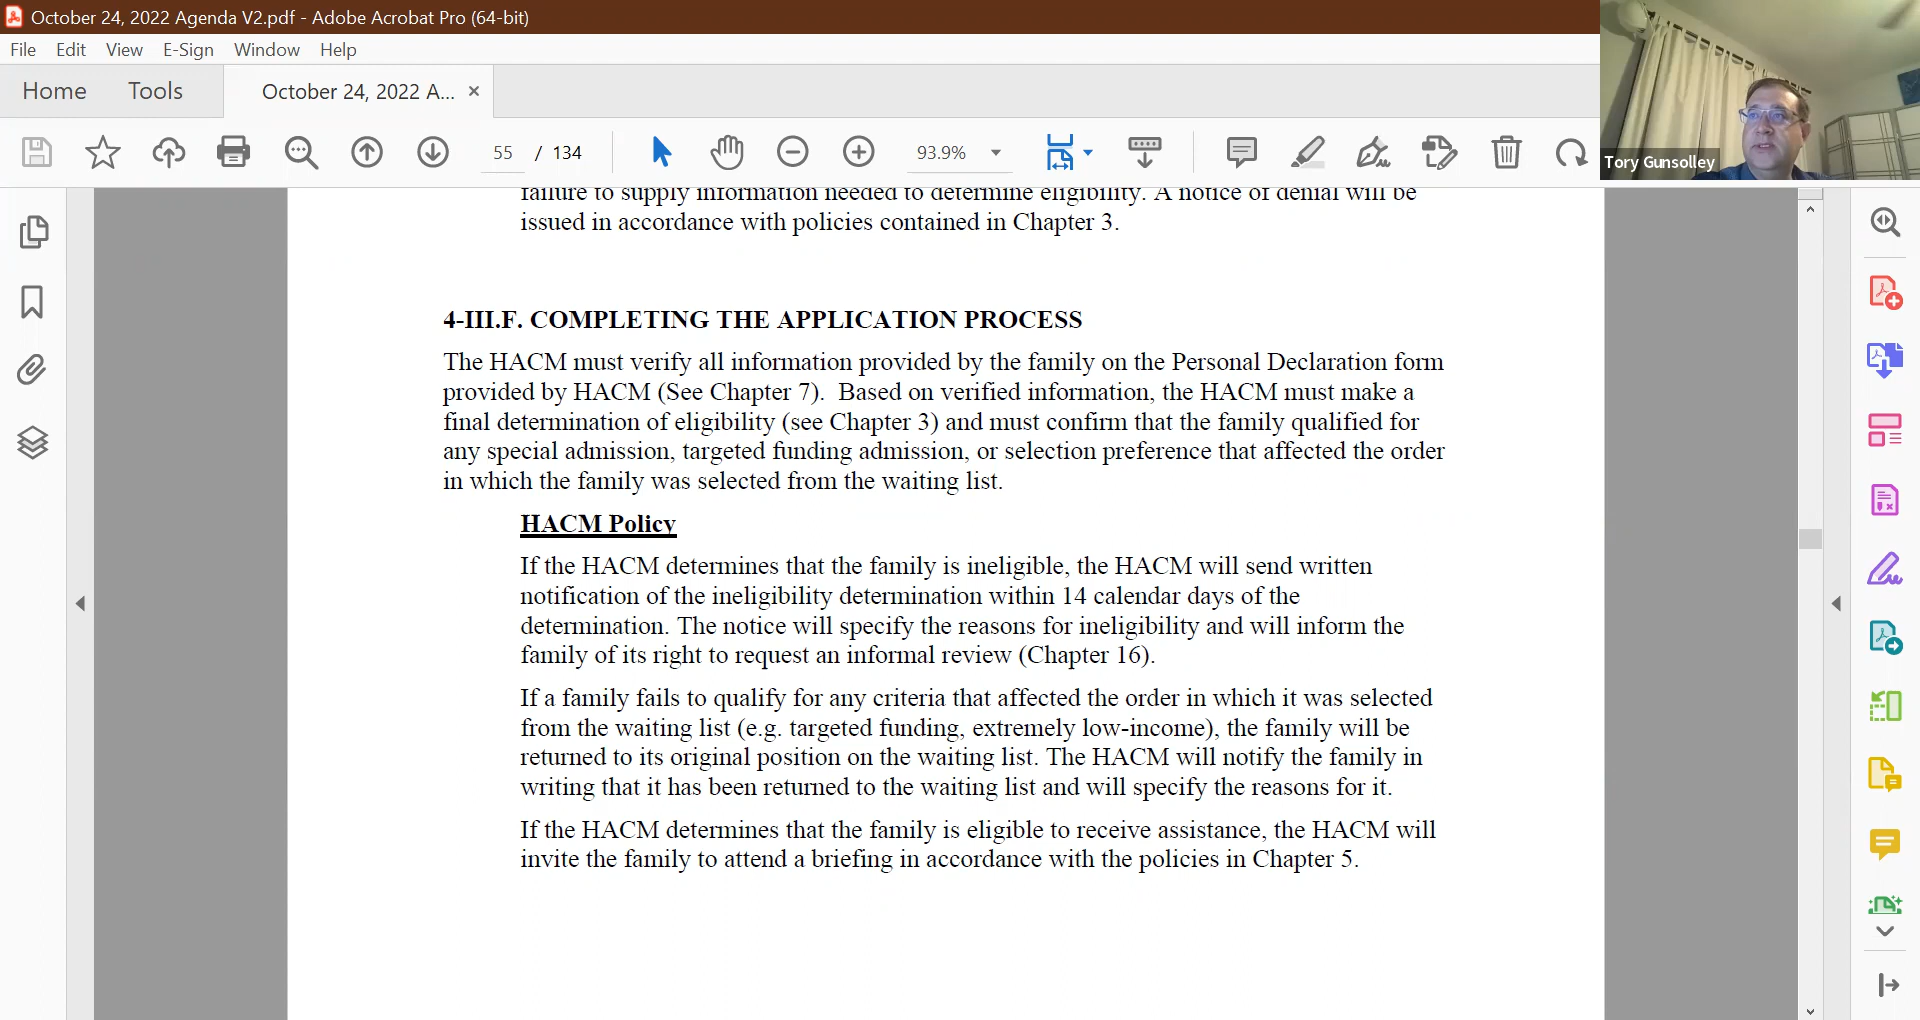 October 24, 2022 Agenda V2.pdf - Adobe Acrobat Pro (64-bit)
File Edit View E-Sign Window Help
Home Tools October 24, 2022 A... ×
55 / 134 93.9%
Tory Gunsolley
failure to supply information needed to determine eligibility. A notice of denial will be
issued in accordance with policies contained in Chapter 3.
4-III.F. COMPLETING THE APPLICATION PROCESS
The HACM must verify all information provided by the family on the Personal Declaration form
provided by HACM (See Chapter 7). Based on verified information, the HACM must make a
final determination of eligibility (see Chapter 3) and must confirm that the family qualified for
any special admission, targeted funding admission, or selection preference that affected the order
in which the family was selected from the waiting list.
HACM Policy
If the HACM determines that the family is ineligible, the HACM will send written
notification of the ineligibility determination within 14 calendar days of the
determination. The notice will specify the reasons for ineligibility and will inform the
family of its right to request an informal review (Chapter 16).
If a family fails to qualify for any criteria that affected the order in which it was selected
from the waiting list (e.g. targeted funding, extremely low-income), the family will be
returned to its original position on the waiting list. The HACM will notify the family in
writing that it has been returned to the waiting list and will specify the reasons for it.
If the HACM determines that the family is eligible to receive assistance, the HACM will
invite the family to attend a briefing in accordance with the policies in Chapter 5.